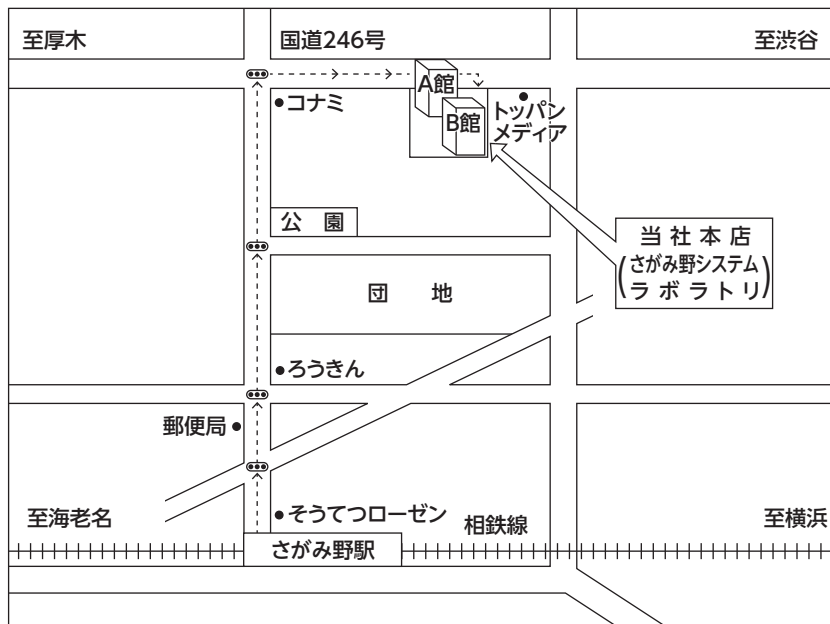 至厚木
国道246号
至渋谷
A館
B館
コナミ
トッパン
メディア
公 園
当社本店
(さがみ野システム
ラボラトリ)
団 地
ろうきん
郵便局
至海老名
そうてつローゼン
相鉄線
至横浜
さがみ野駅